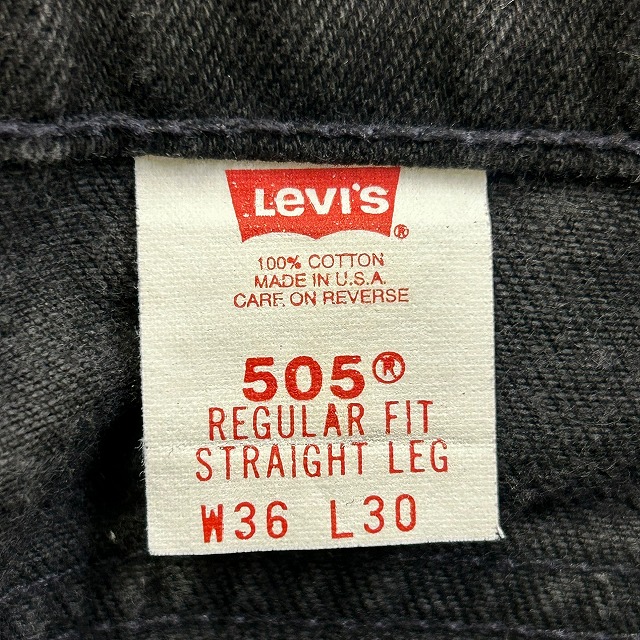 Levi's®
100% COTTON
MADE IN U.S.A.
CARE ON REVERSE
505®
REGULAR FIT
STRAIGHT LEG
W36 L30